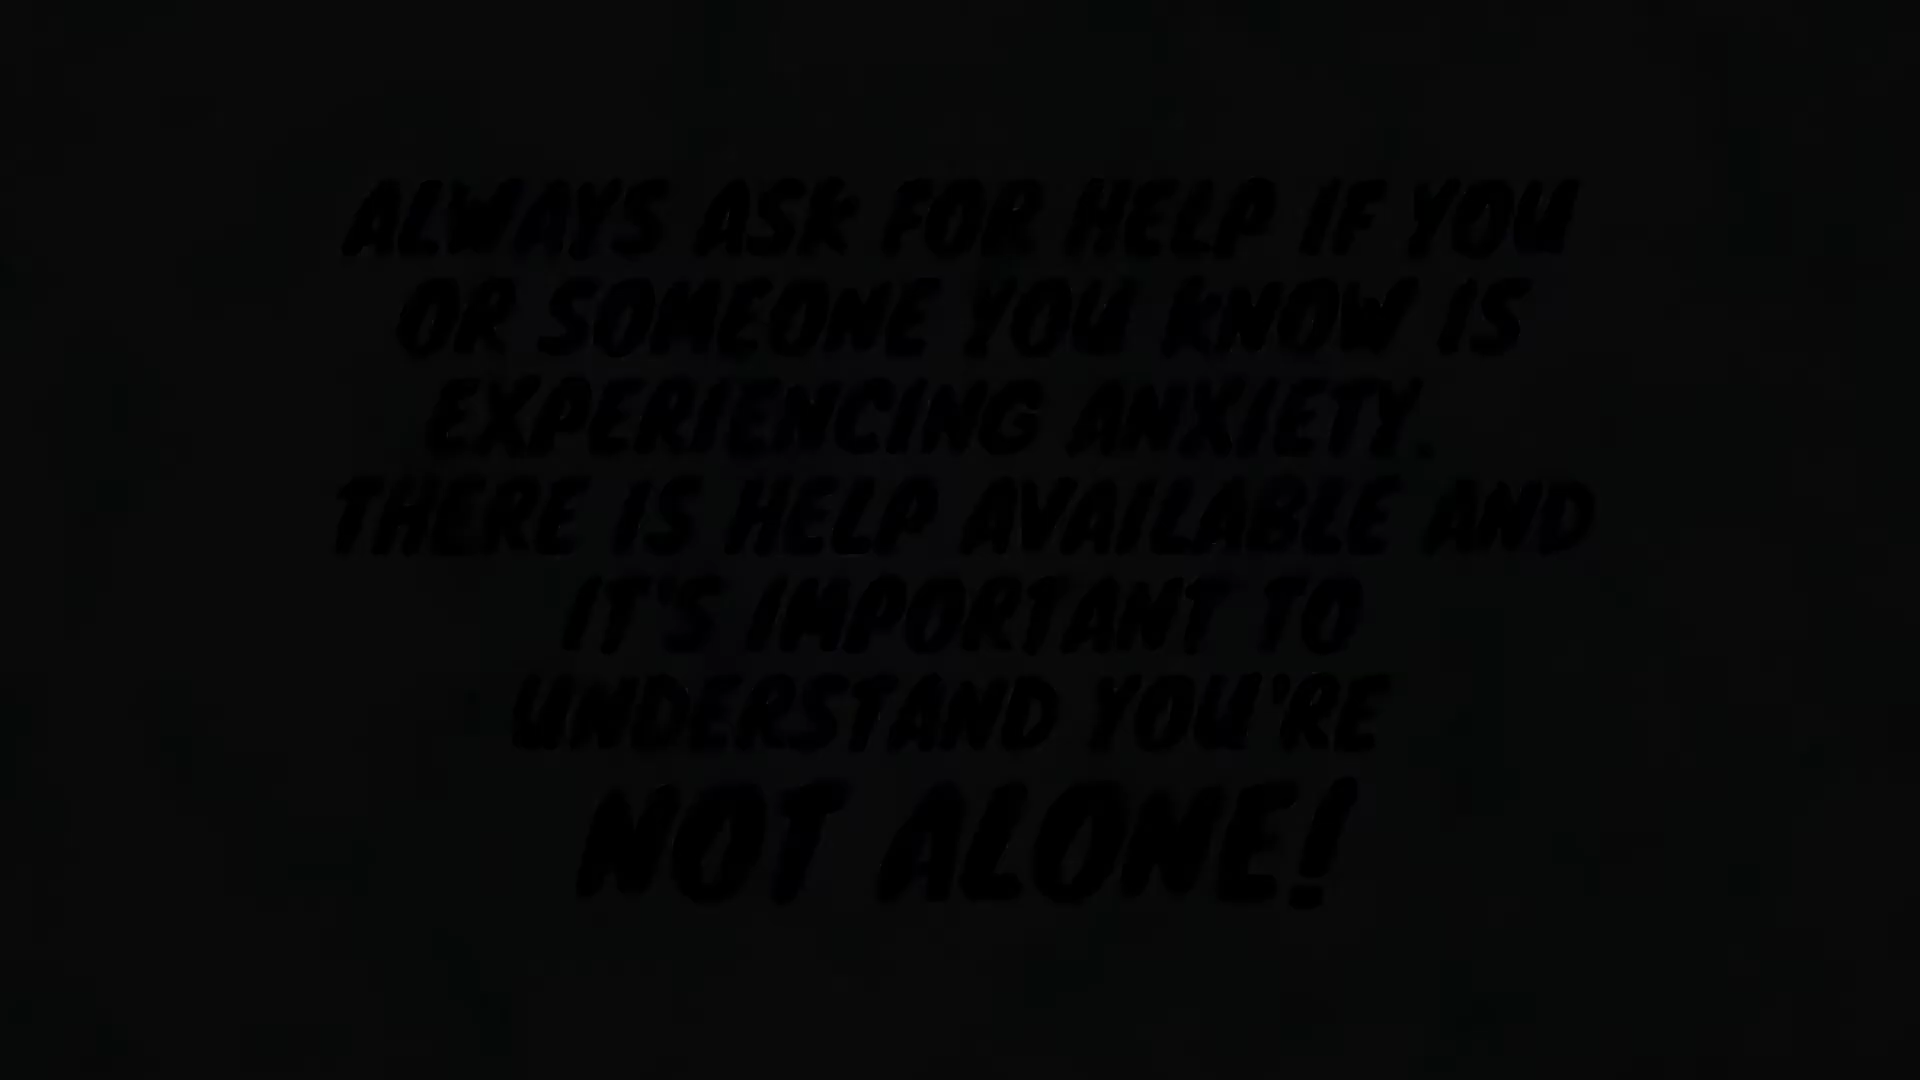 ALWAYS ASK FOR HELP IF YOU
OR SOMEONE YOU KNOW IS
EXPERIENCING ANXIETY.
THERE IS HELP AVAILABLE AND
IT'S IMPORTANT TO
UNDERSTAND YOU'RE
NOT ALONE!